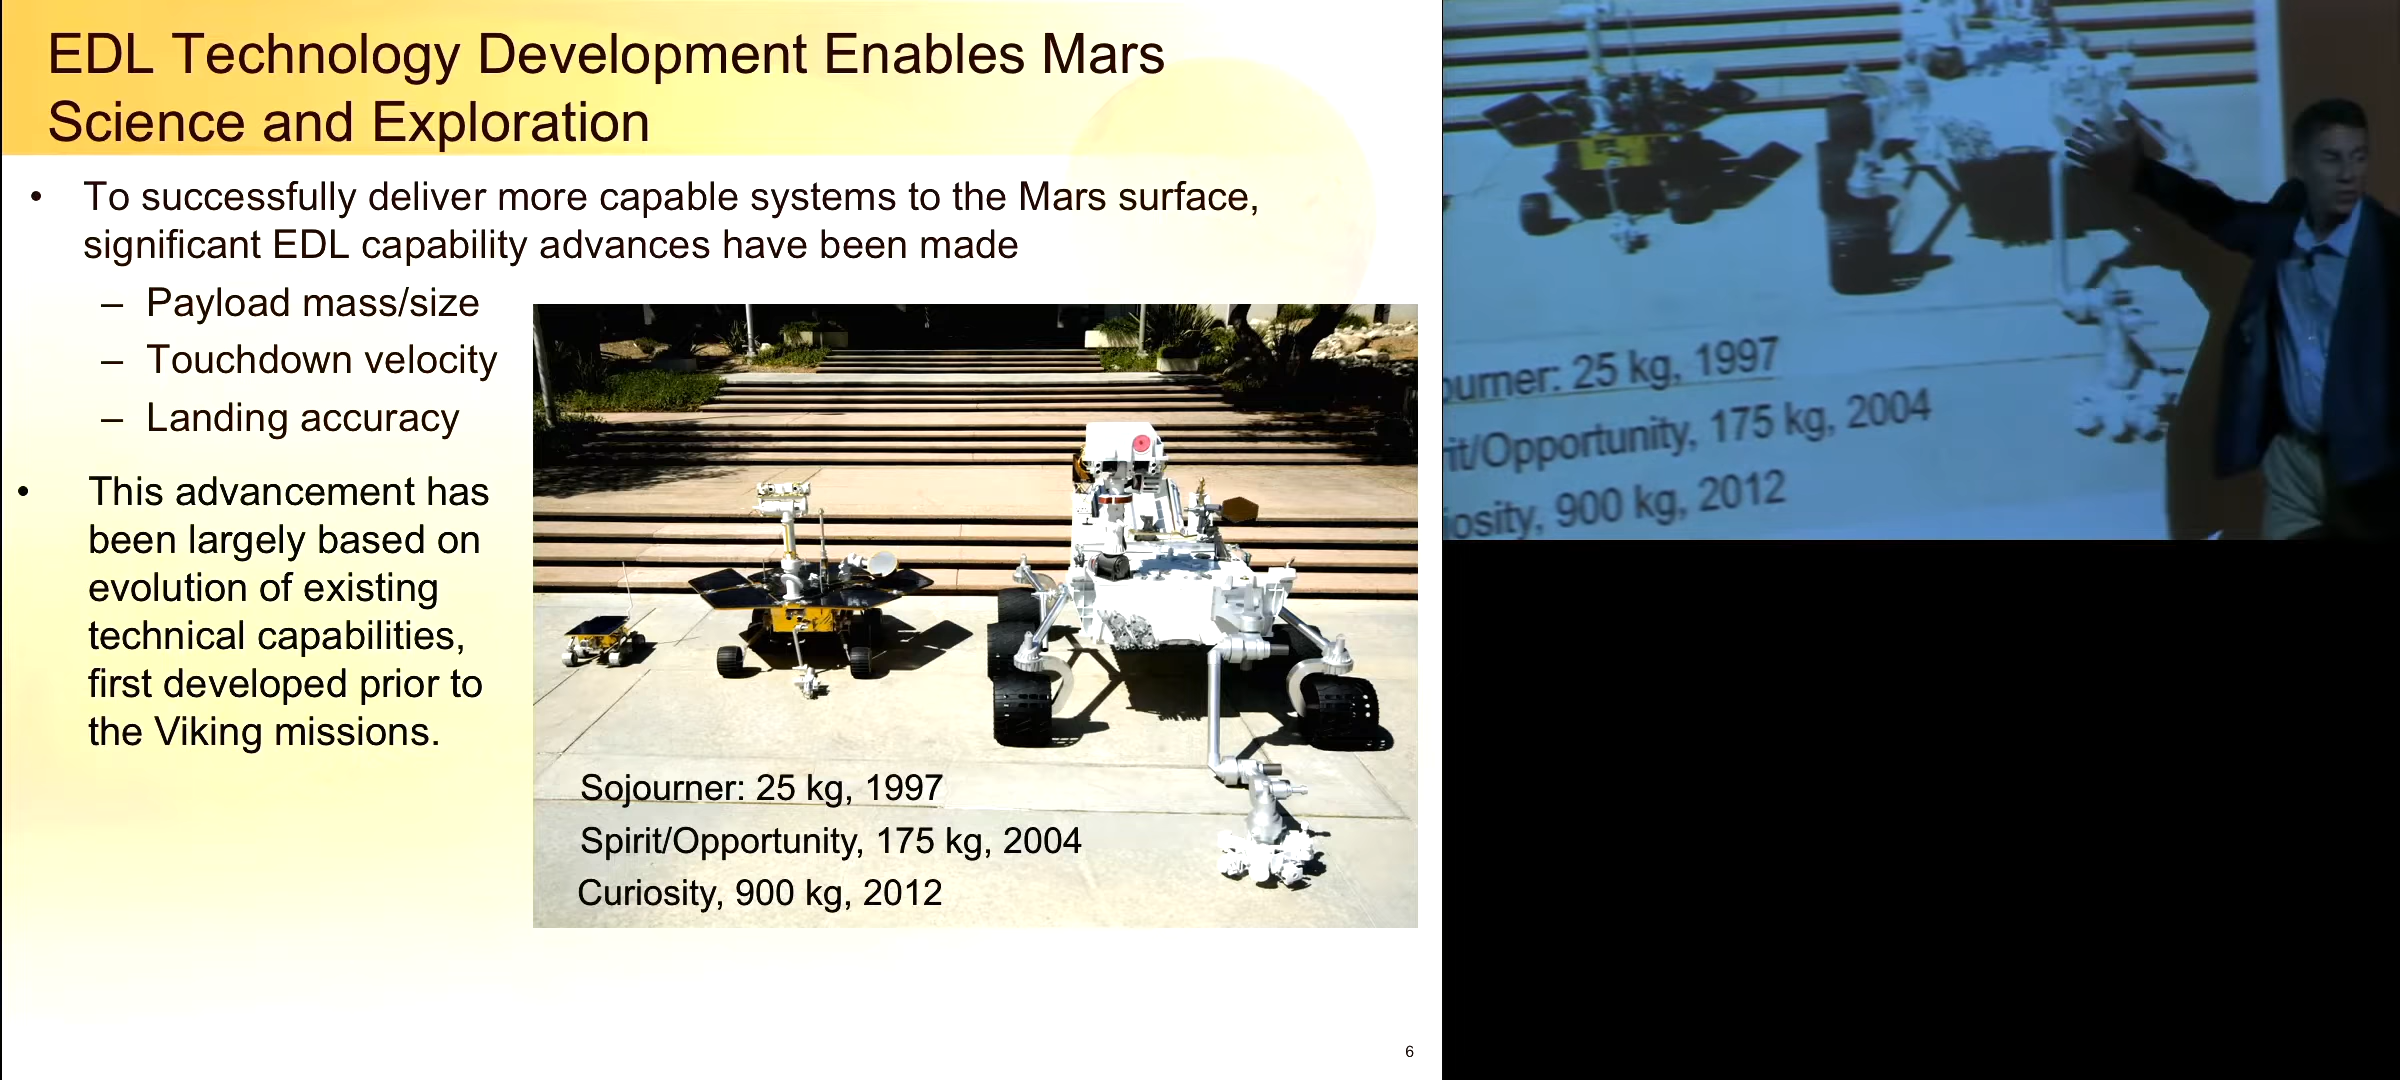 EDL Technology Development Enables Mars
Science and Exploration
• To successfully deliver more capable systems to the Mars surface,
significant EDL capability advances have been made
– Payload mass/size
– Touchdown velocity
– Landing accuracy
• This advancement has
been largely based on
evolution of existing
technical capabilities,
first developed prior to
the Viking missions.
Sojourner: 25 kg, 1997
Spirit/Opportunity, 175 kg, 2004
Curiosity, 900 kg, 2012
6
ourner: 25 kg, 1997
rit/Opportunity, 175 kg, 2004
iosity, 900 kg, 2012